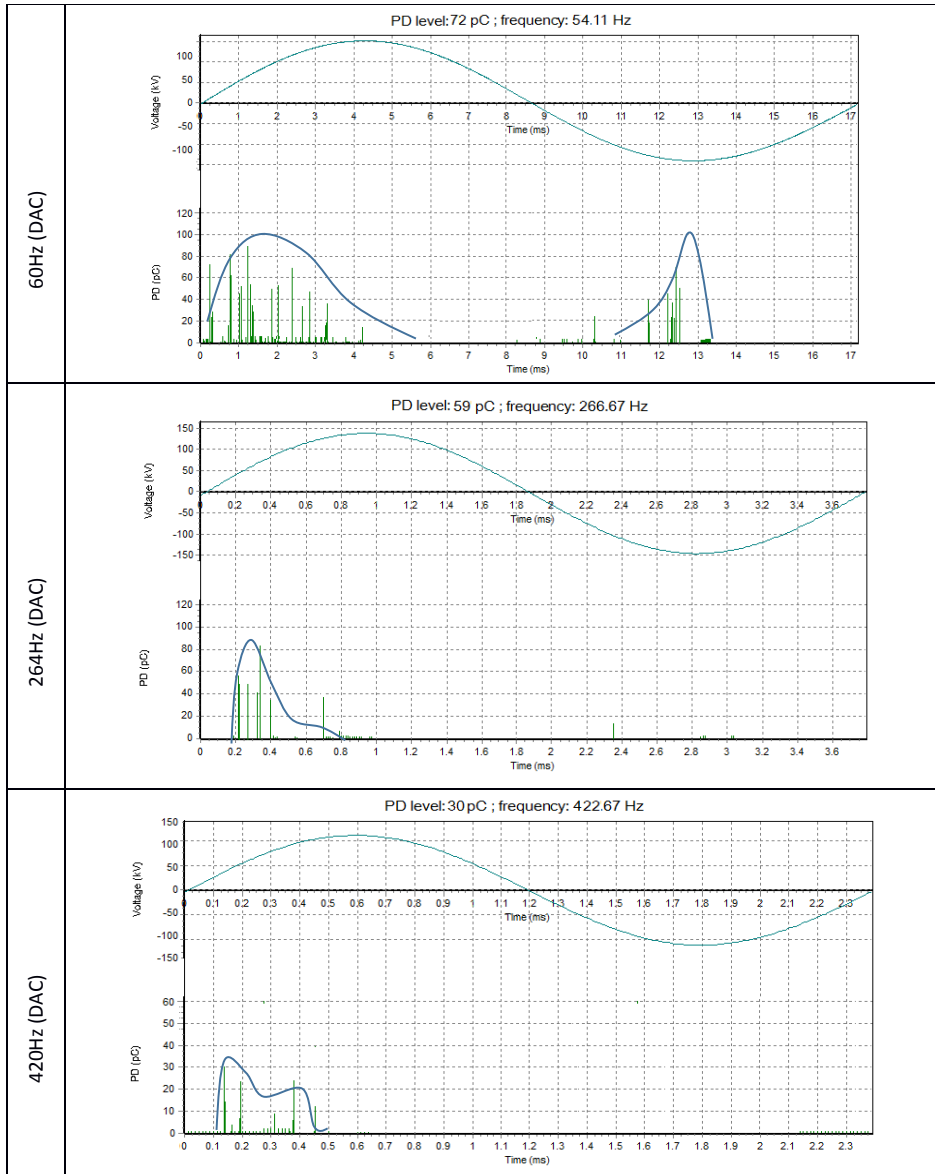 60Hz (DAC)
PD level: 72 pC ; frequency: 54.11 Hz
Voltage (kV)
100
50
0
-50
-100
0 1 2 3 4 5 6 7 8 9 10 11 12 13 14 15 16 17
Time (ms)
PD (pC)
120
100
80
60
40
20
0
0 1 2 3 4 5 6 7 8 9 10 11 12 13 14 15 16 17
Time (ms)
264Hz (DAC)
PD level: 59 pC ; frequency: 266.67 Hz
Voltage (kV)
150
100
50
0
-50
-100
-150
0 0.2 0.4 0.6 0.8 1 1.2 1.4 1.6 1.8 2 2.2 2.4 2.6 2.8 3 3.2 3.4 3.6
Time (ms)
PD (pC)
120
100
80
60
40
20
0
0 0.2 0.4 0.6 0.8 1 1.2 1.4 1.6 1.8 2 2.2 2.4 2.6 2.8 3 3.2 3.4 3.6
Time (ms)
420Hz (DAC)
PD level: 30 pC ; frequency: 422.67 Hz
Voltage (kV)
150
100
50
0
-50
-100
-150
0 0.1 0.2 0.3 0.4 0.5 0.6 0.7 0.8 0.9 1 1.1 1.2 1.3 1.4 1.5 1.6 1.7 1.8 1.9 2 2.1 2.2 2.3
Time (ms)
PD (pC)
60
50
40
30
20
10
0
0 0.1 0.2 0.3 0.4 0.5 0.6 0.7 0.8 0.9 1 1.1 1.2 1.3 1.4 1.5 1.6 1.7 1.8 1.9 2 2.1 2.2 2.3
Time (ms)